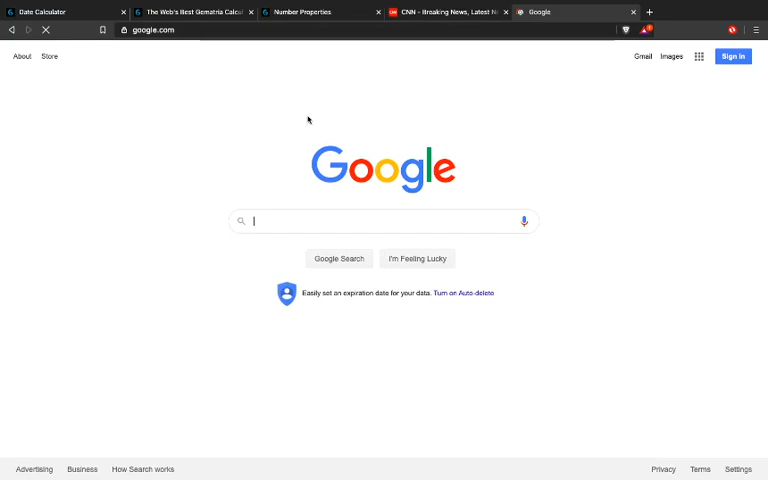 Date Calculator
The Web's Best Gematria Calcul
Number Properties
CNN - Breaking News, Latest N
Google
google.com
About Store
Gmail Images Sign in
Google
Google Search I'm Feeling Lucky
Easily set an expiration date for your data. Turn on Auto-delete
Advertising Business How Search works
Privacy Terms Settings